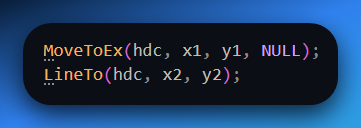 MoveToEx(hdc, x1, y1, NULL);
LineTo(hdc, x2, y2);